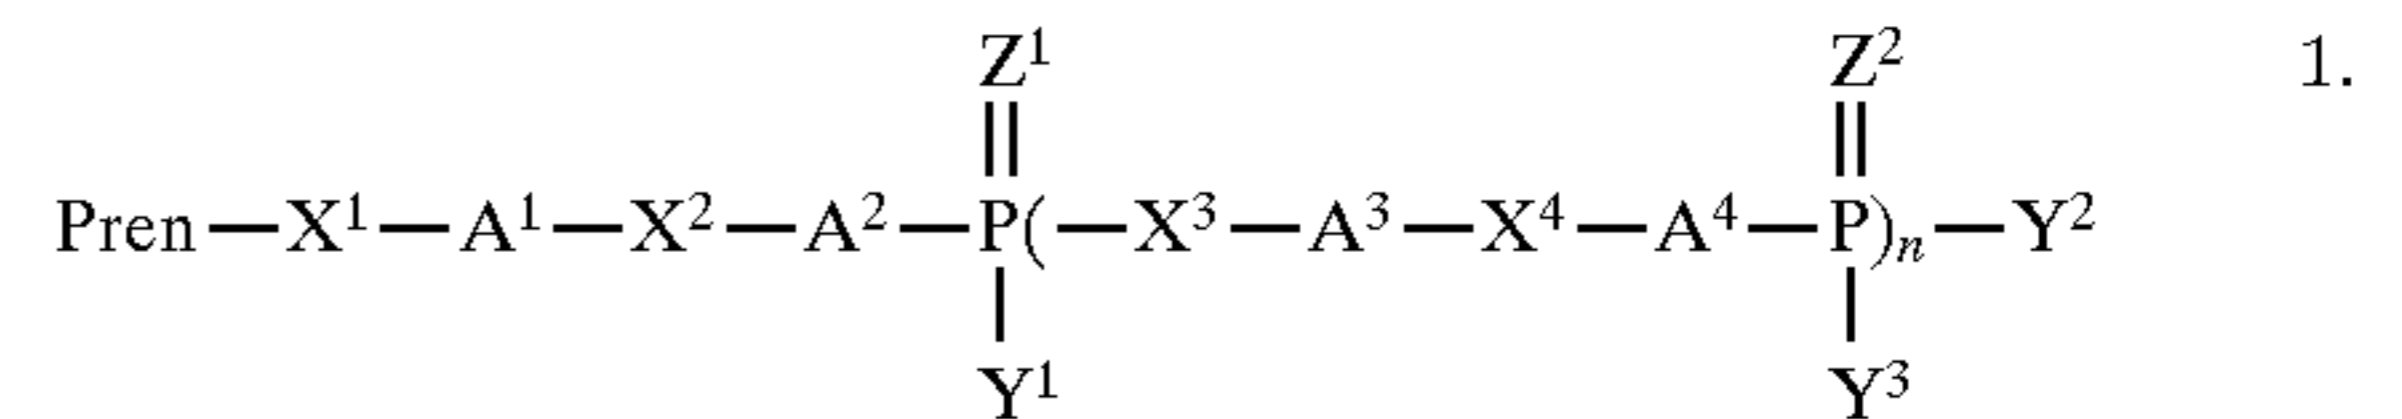 Z¹ Z² 1.
Pren—X¹—A¹—X²—A²—P(—X³—A³—X⁴—A⁴—P)ₙ—Y²
Y¹ Y³